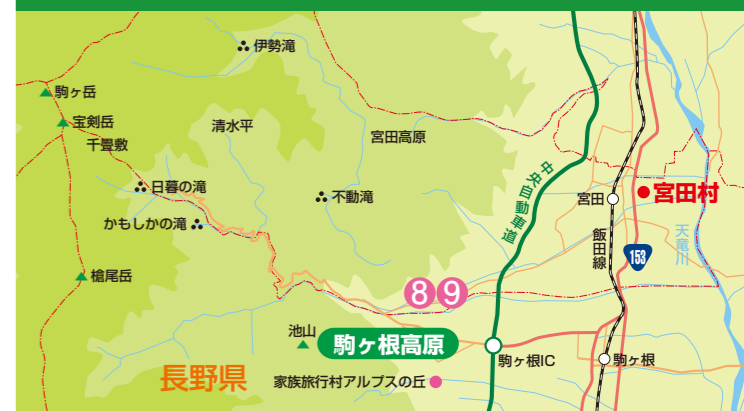 伊勢滝
駒ヶ岳
宝剣岳
千畳敷
清水平
宮田高原
中央自動車道
日暮の滝
不動滝
宮田
宮田村
かもしかの滝
飯田線
天竜川
153
槍尾岳
8 9
池山
駒ヶ根高原
駒ヶ根IC
駒ヶ根
長野県
家族旅行村アルプスの丘